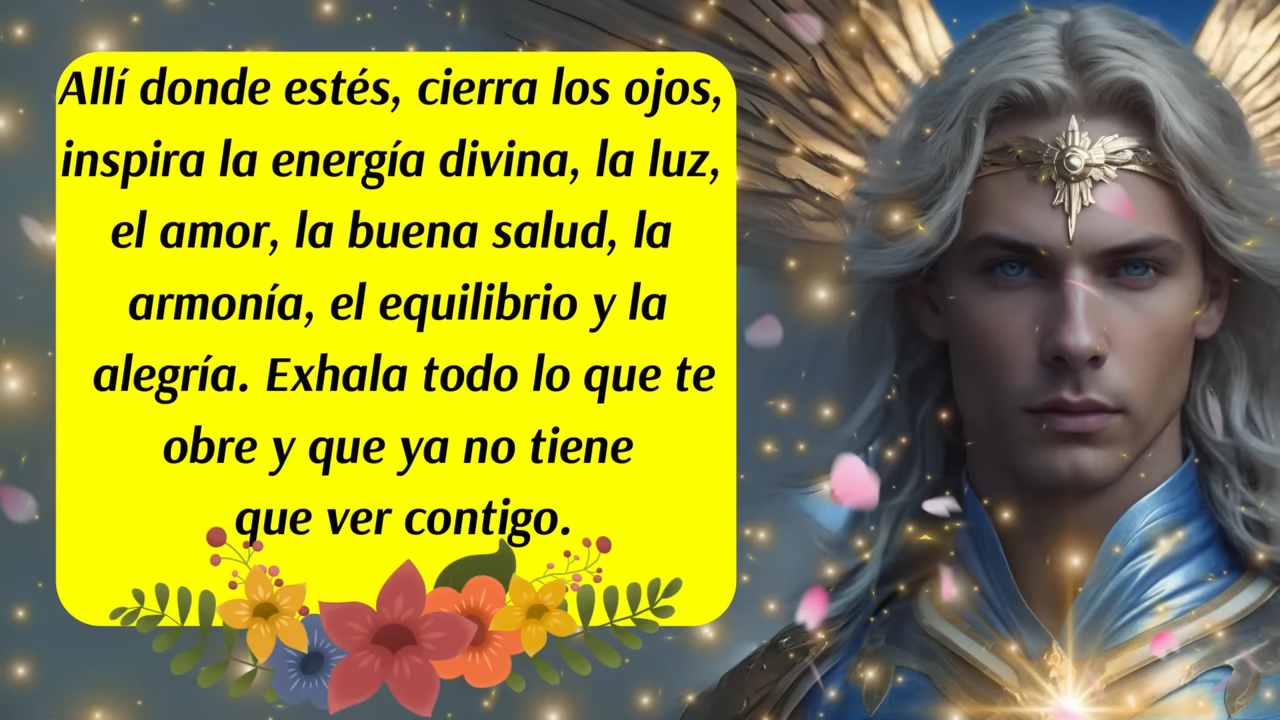 Allí donde estés, cierra los ojos,
inspira la energía divina, la luz,
el amor, la buena salud, la
armonía, el equilibrio y la
alegría. Exhala todo lo que te
obre y que ya no tiene
que ver contigo.